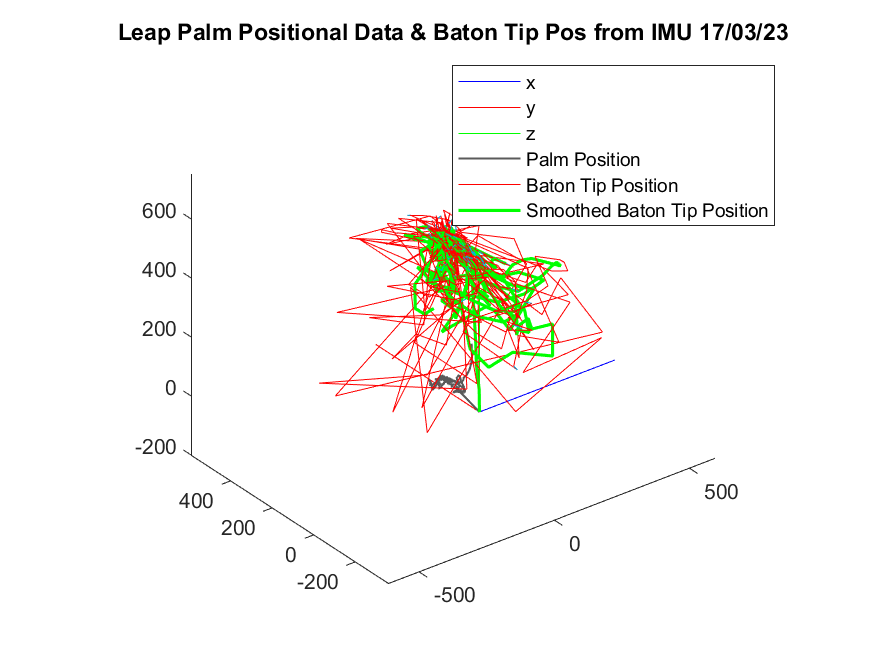 Leap Palm Positional Data & Baton Tip Pos from IMU 17/03/23
x
y
z
Palm Position
Baton Tip Position
Smoothed Baton Tip Position
600
400
200
0
-200
400
200
0
-200
500
0
-500